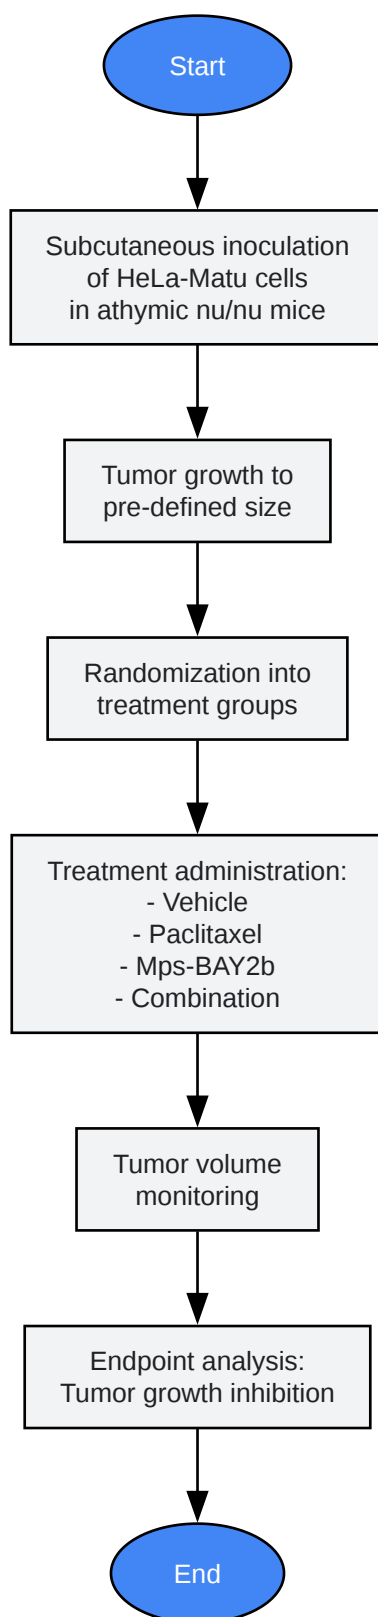 Start
Subcutaneous inoculation
of HeLa-Matu cells
in athymic nu/nu mice
Tumor growth to
pre-defined size
Randomization into
treatment groups
Treatment administration:
- Vehicle
- Paclitaxel
- Mps-BAY2b
- Combination
Tumor volume
monitoring
Endpoint analysis:
Tumor growth inhibition
End